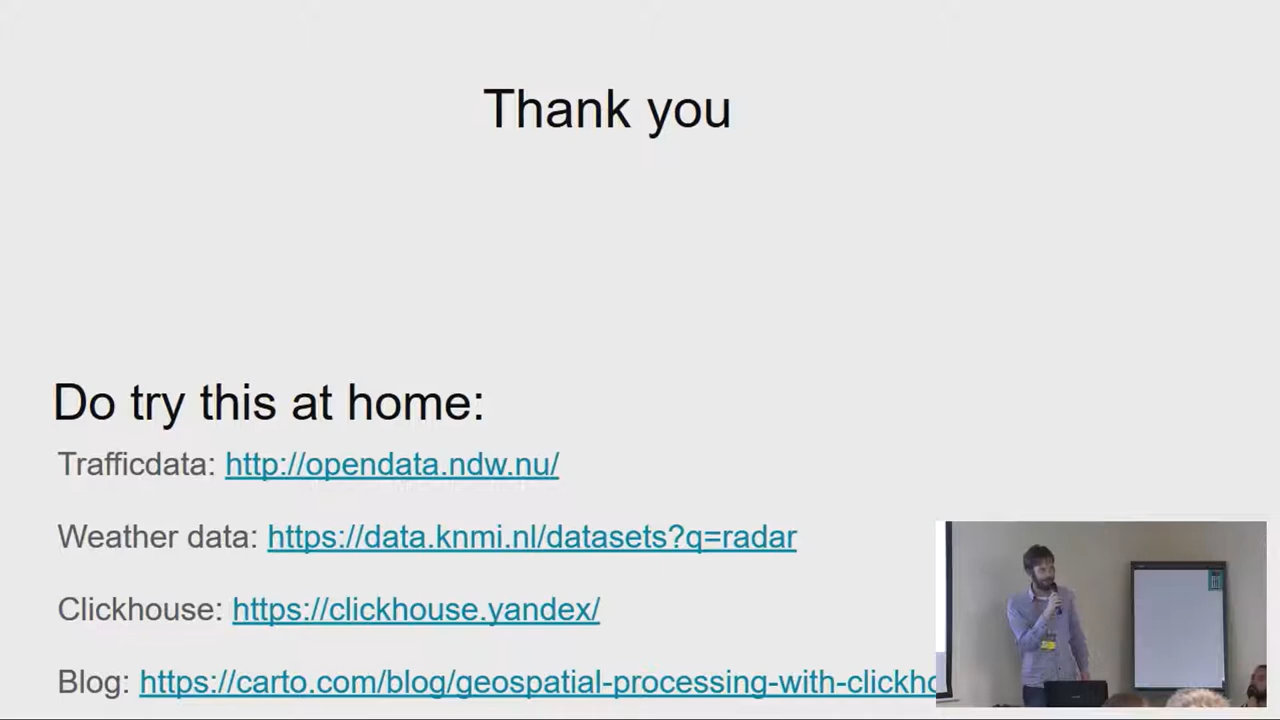 Thank you
Do try this at home:
Trafficdata: http://opendata.ndw.nu/
Weather data: https://data.knmi.nl/datasets?q=radar
Clickhouse: https://clickhouse.yandex/
Blog: https://carto.com/blog/geospatial-processing-with-clickho